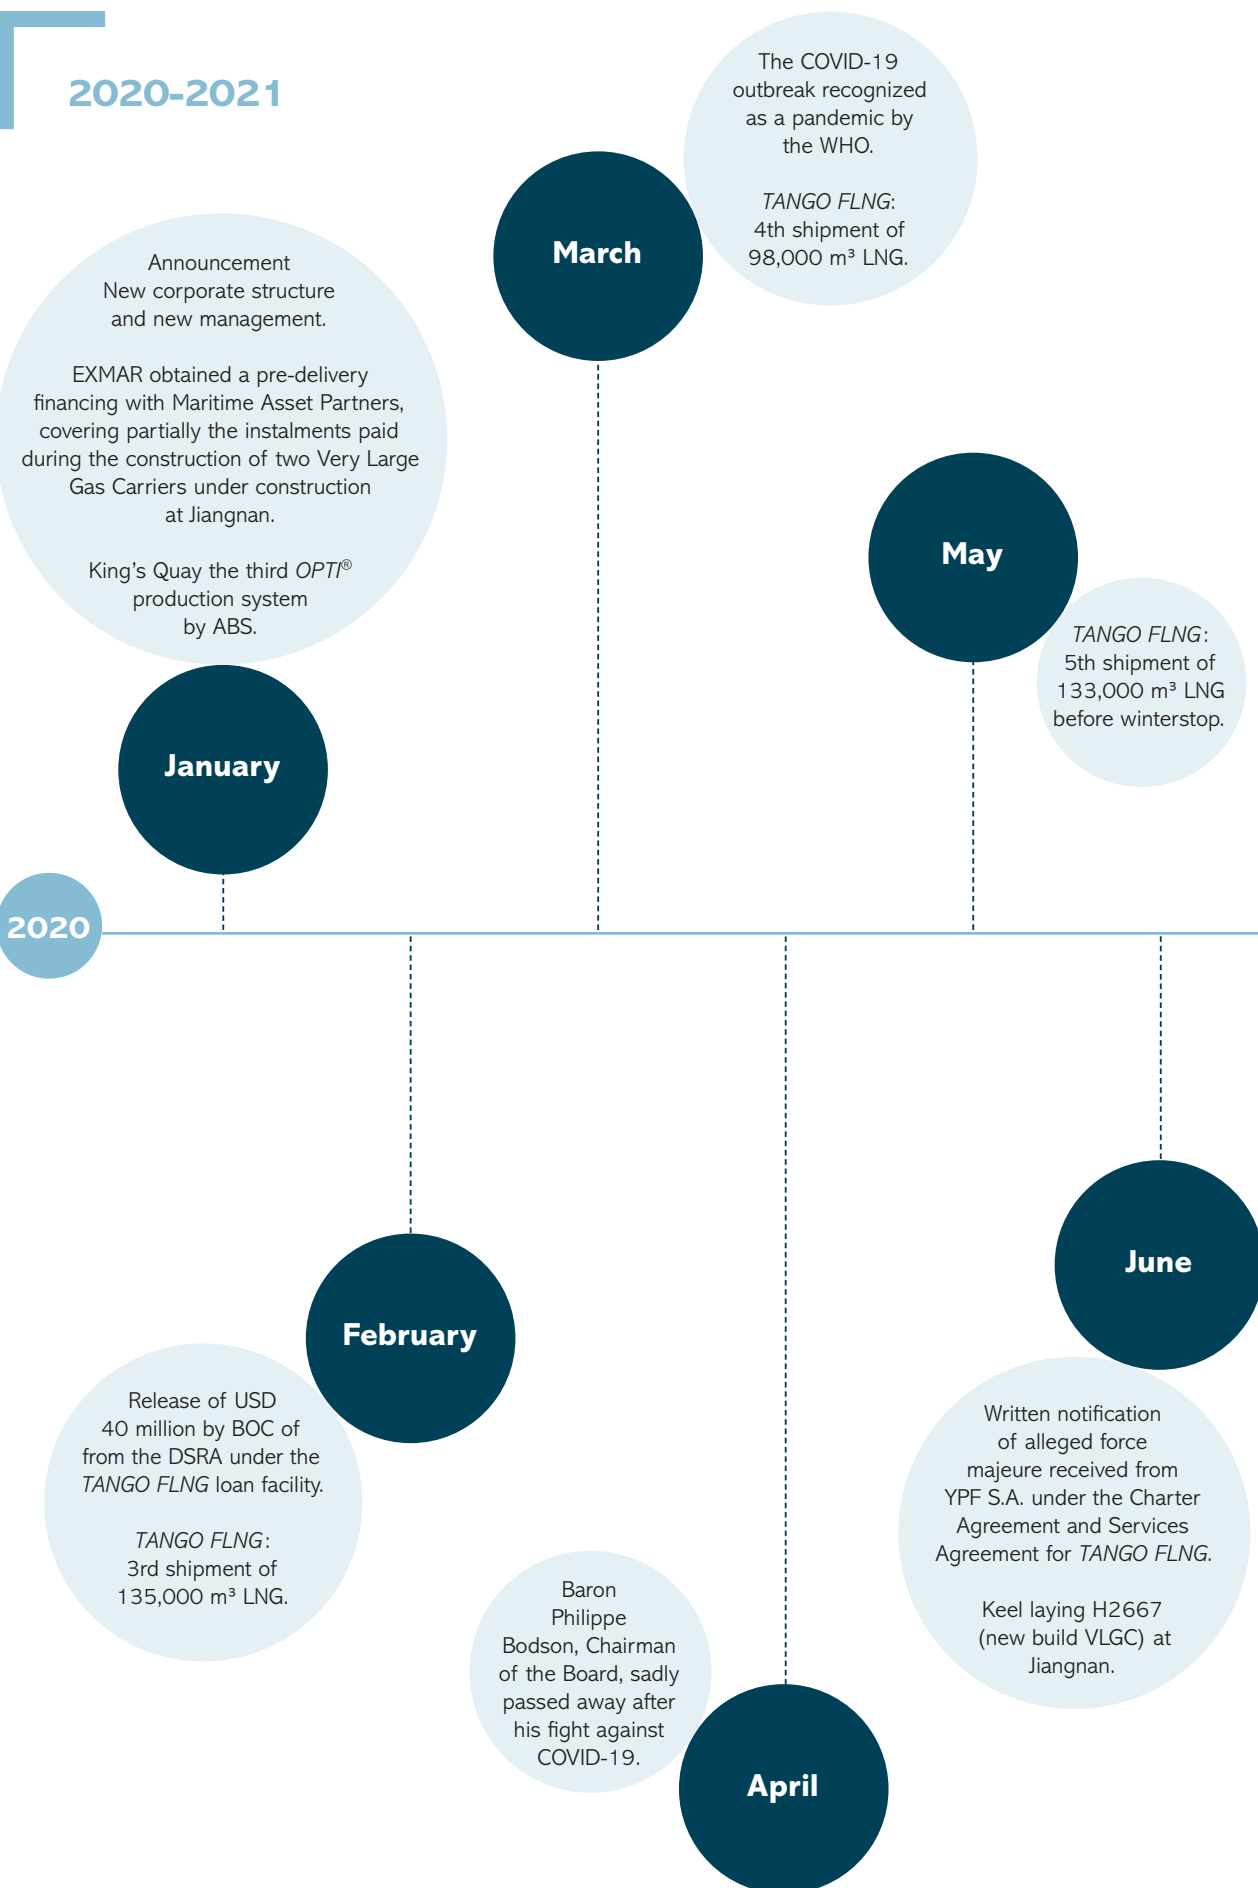 2020-2021
Announcement
New corporate structure
and new management.
EXMAR obtained a pre-delivery
financing with Maritime Asset Partners,
covering partially the instalments paid
during the construction of two Very Large
Gas Carriers under construction
at Jiangnan.
King's Quay the third OPTI®
production system
by ABS.
January
The COVID-19
outbreak recognized
as a pandemic by
the WHO.
TANGO FLNG:
4th shipment of
98,000 m³ LNG.
March
May
TANGO FLNG:
5th shipment of
133,000 m³ LNG
before winterstop.
2020
February
Release of USD
40 million by BOC of
from the DSRA under the
TANGO FLNG loan facility.
TANGO FLNG:
3rd shipment of
135,000 m³ LNG.
Baron
Philippe
Bodson, Chairman
of the Board, sadly
passed away after
his fight against
COVID-19.
April
June
Written notification
of alleged force
majeure received from
YPF S.A. under the Charter
Agreement and Services
Agreement for TANGO FLNG.
Keel laying H2667
(new build VLGC) at
Jiangnan.